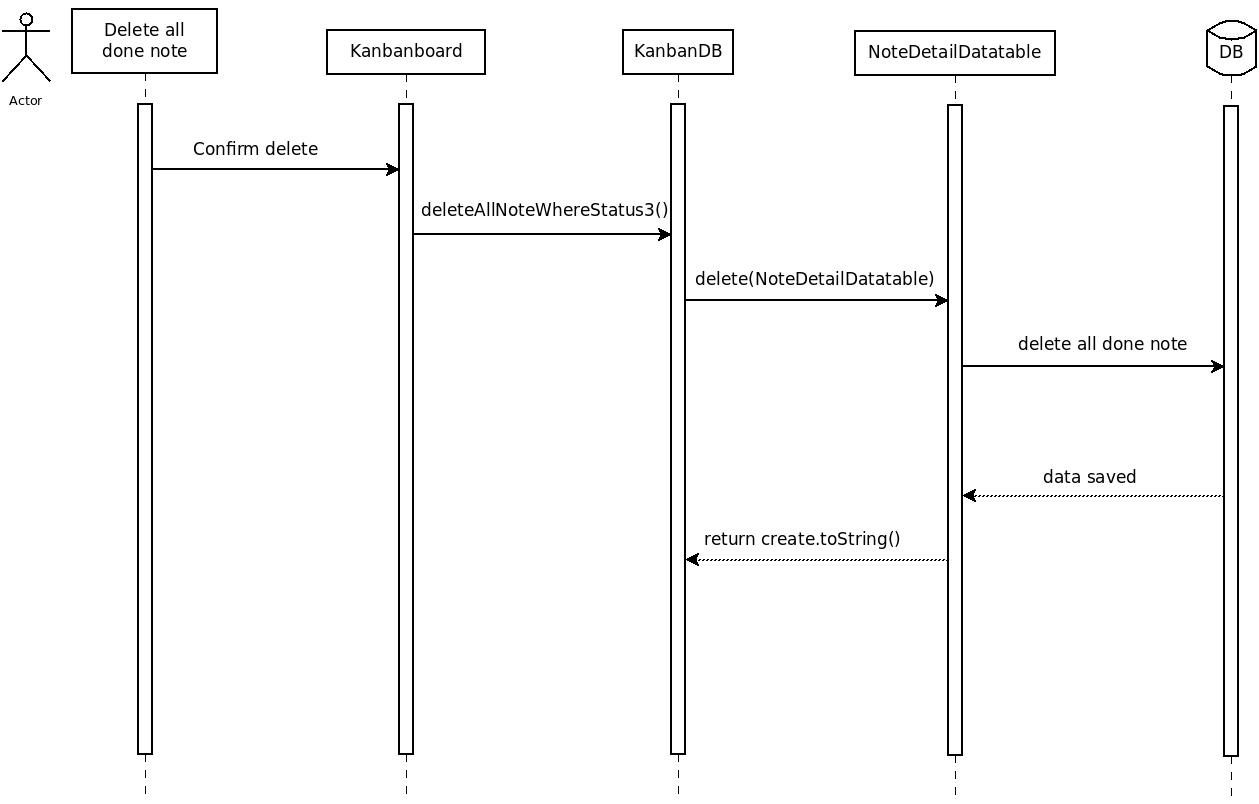 Actor
Delete all
done note
Kanbanboard
KanbanDB
NoteDetailDatatable
DB
Confirm delete
deleteAllNoteWhereStatus3()
delete(NoteDetailDatatable)
delete all done note
data saved
return create.toString()